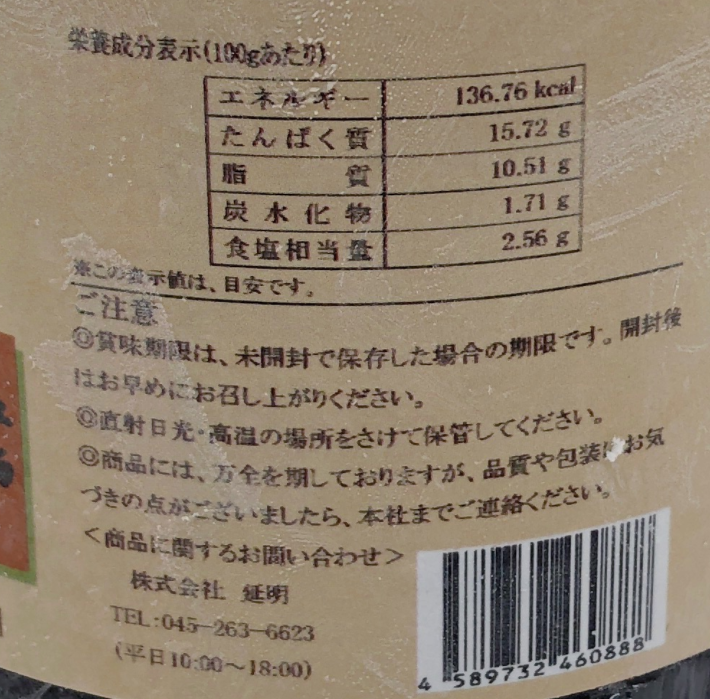 栄養成分表示(100gあたり)
エネルギー 136.76 kcal
たんぱく質 15.72 g
脂質 10.51 g
炭水化物 1.71 g
食塩相当量 2.56 g
※この表示値は、目安です。
ご注意
◎賞味期限は、未開封で保存した場合の期限です。開封後
はお早めにお召し上がりください。
◎直射日光・高温の場所をさけて保管してください。
◎商品には、万全を期しておりますが、品質や包装にお気
づきの点がございましたら、本社までご連絡ください。
<商品に関するお問い合わせ>
株式会社 延明
TEL:045-263-6623
(平日10:00～18:00)
4 589732 460888